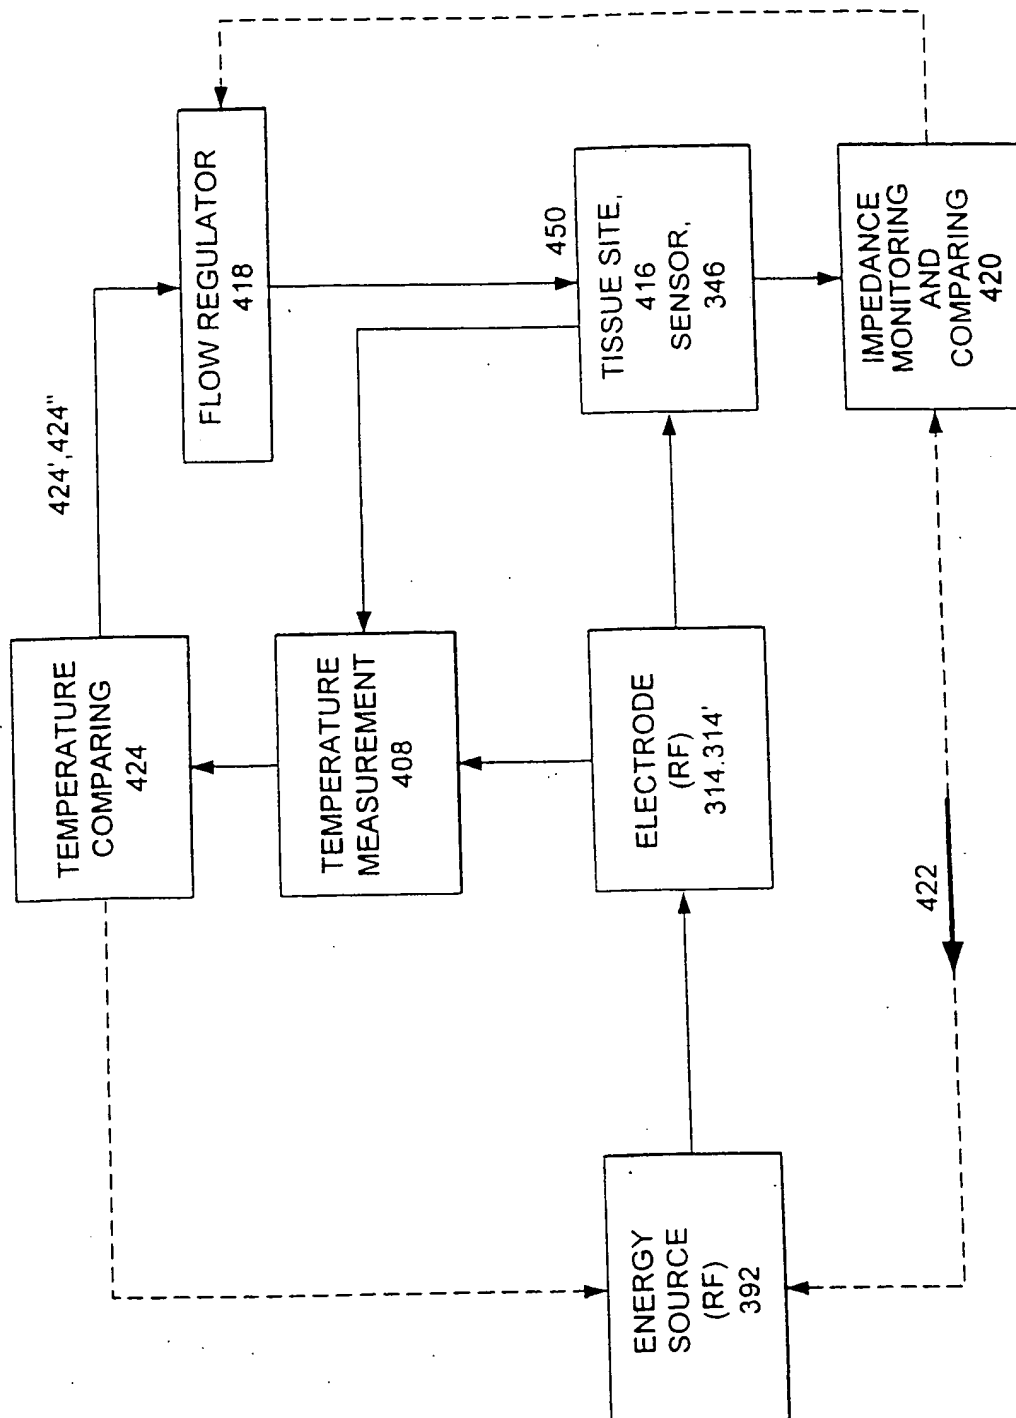 TEMPERATURE
COMPARING
424
424',424"
FLOW REGULATOR
418
TEMPERATURE
MEASUREMENT
408
450
TISSUE SITE,
416
SENSOR,
346
ENERGY
SOURCE
(RF)
392
ELECTRODE
(RF)
314.314'
IMPEDANCE
MONITORING
AND
COMPARING
420
422